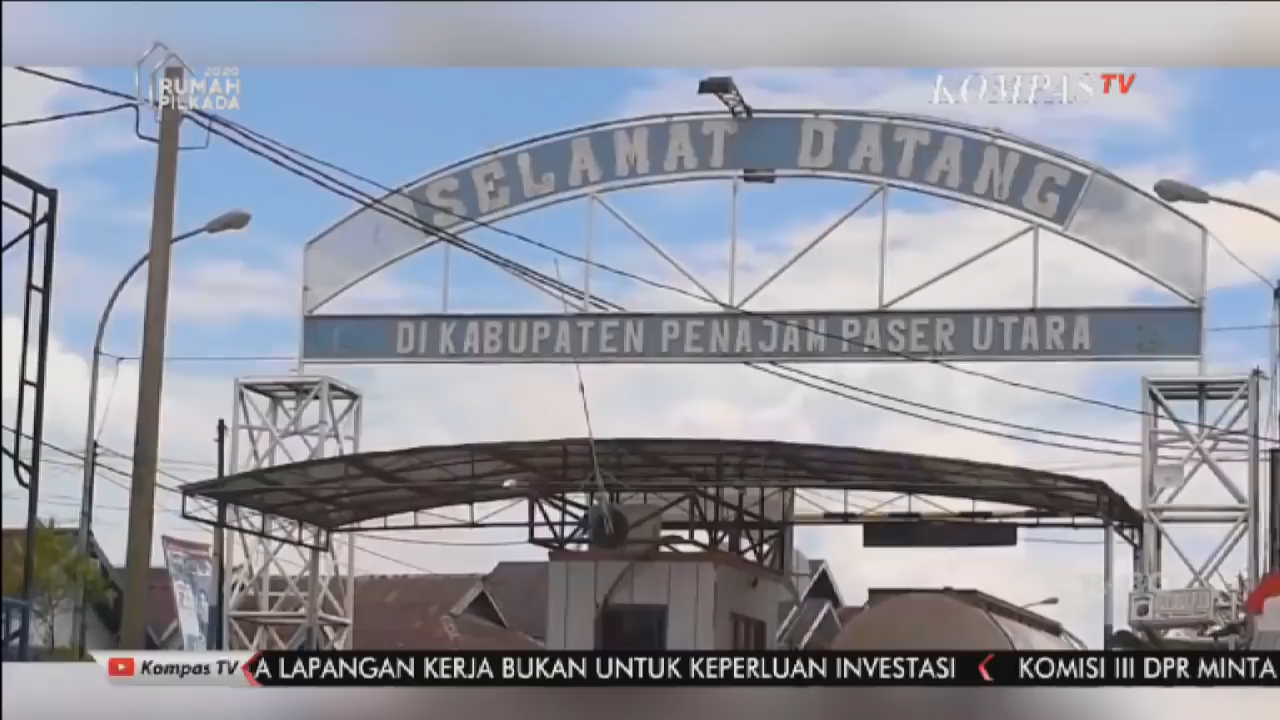 2020
RUMAH
PILKADA
KOMPAS TV
SELAMAT DATANG
DI KABUPATEN PENAJAM PASER UTARA
Kompas TV
A LAPANGAN KERJA BUKAN UNTUK KEPERLUAN INVESTASI
KOMISI III DPR MINTA